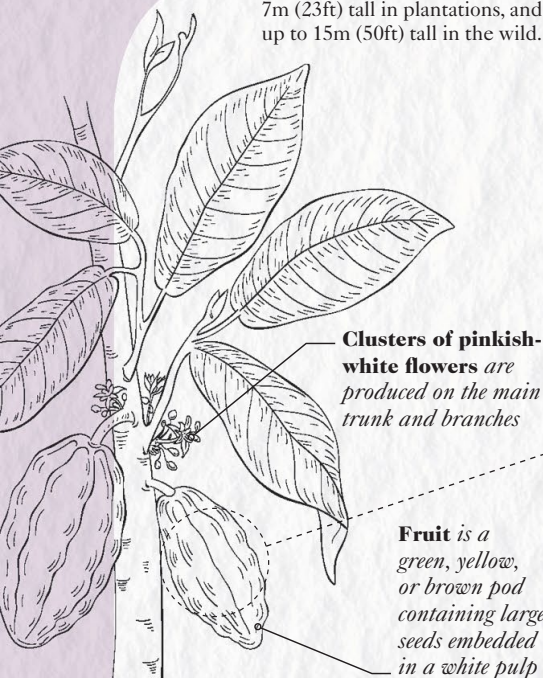 7m (23ft) tall in plantations, and
up to 15m (50ft) tall in the wild.
Clusters of pinkish-
white flowers are
produced on the main
trunk and branches
Fruit is a
green, yellow,
or brown pod
containing large
seeds embedded
in a white pulp